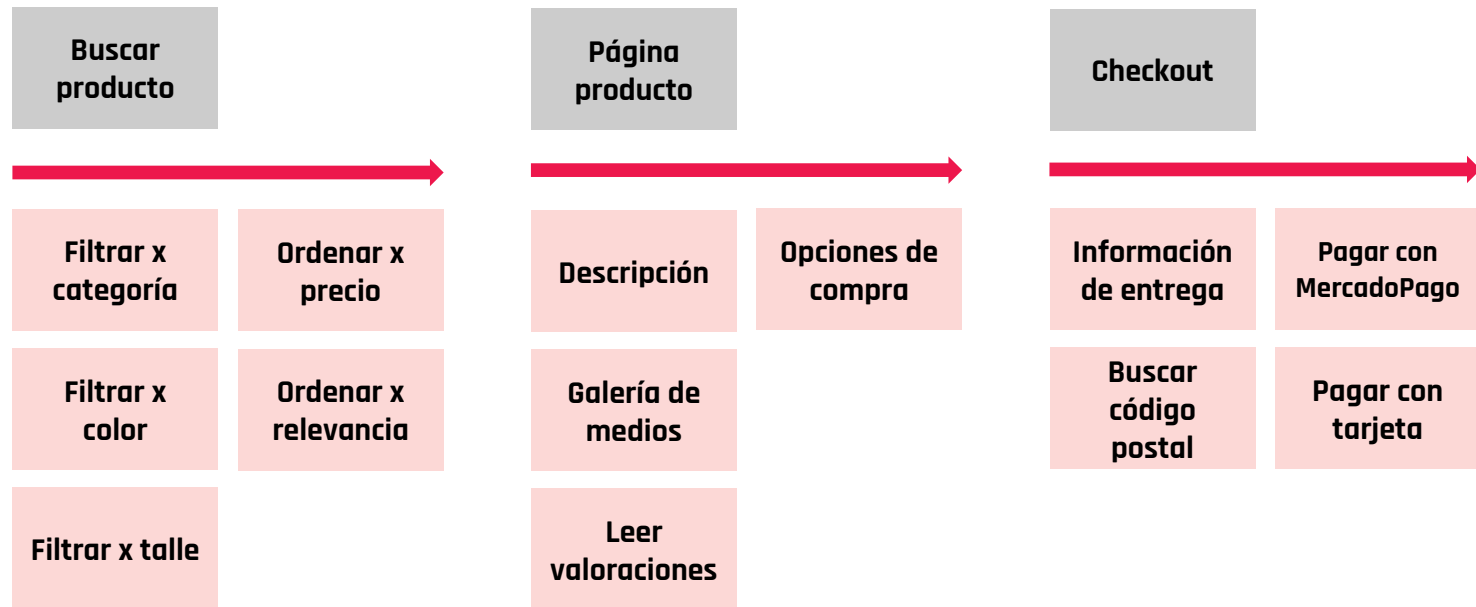 Buscar
producto
Página
producto
Checkout
Filtrar x
categoría
Ordenar x
precio
Descripción
Opciones de
compra
Información
de entrega
Pagar con
MercadoPago
Filtrar x
color
Ordenar x
relevancia
Galería de
medios
Buscar
código
postal
Pagar con
tarjeta
Filtrar x talle
Leer
valoraciones